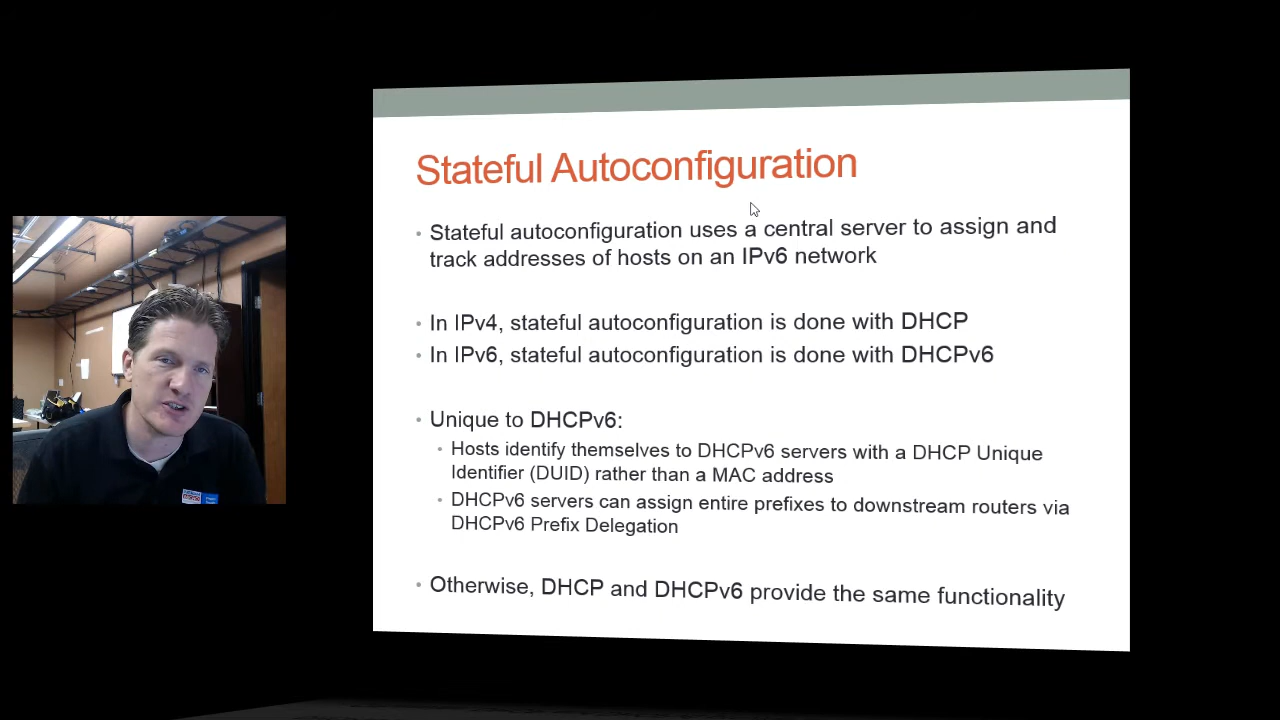 Stateful Autoconfiguration
• Stateful autoconfiguration uses a central server to assign and
track addresses of hosts on an IPv6 network
• In IPv4, stateful autoconfiguration is done with DHCP
• In IPv6, stateful autoconfiguration is done with DHCPv6
• Unique to DHCPv6:
• Hosts identify themselves to DHCPv6 servers with a DHCP Unique
Identifier (DUID) rather than a MAC address
• DHCPv6 servers can assign entire prefixes to downstream routers via
DHCPv6 Prefix Delegation
• Otherwise, DHCP and DHCPv6 provide the same functionality